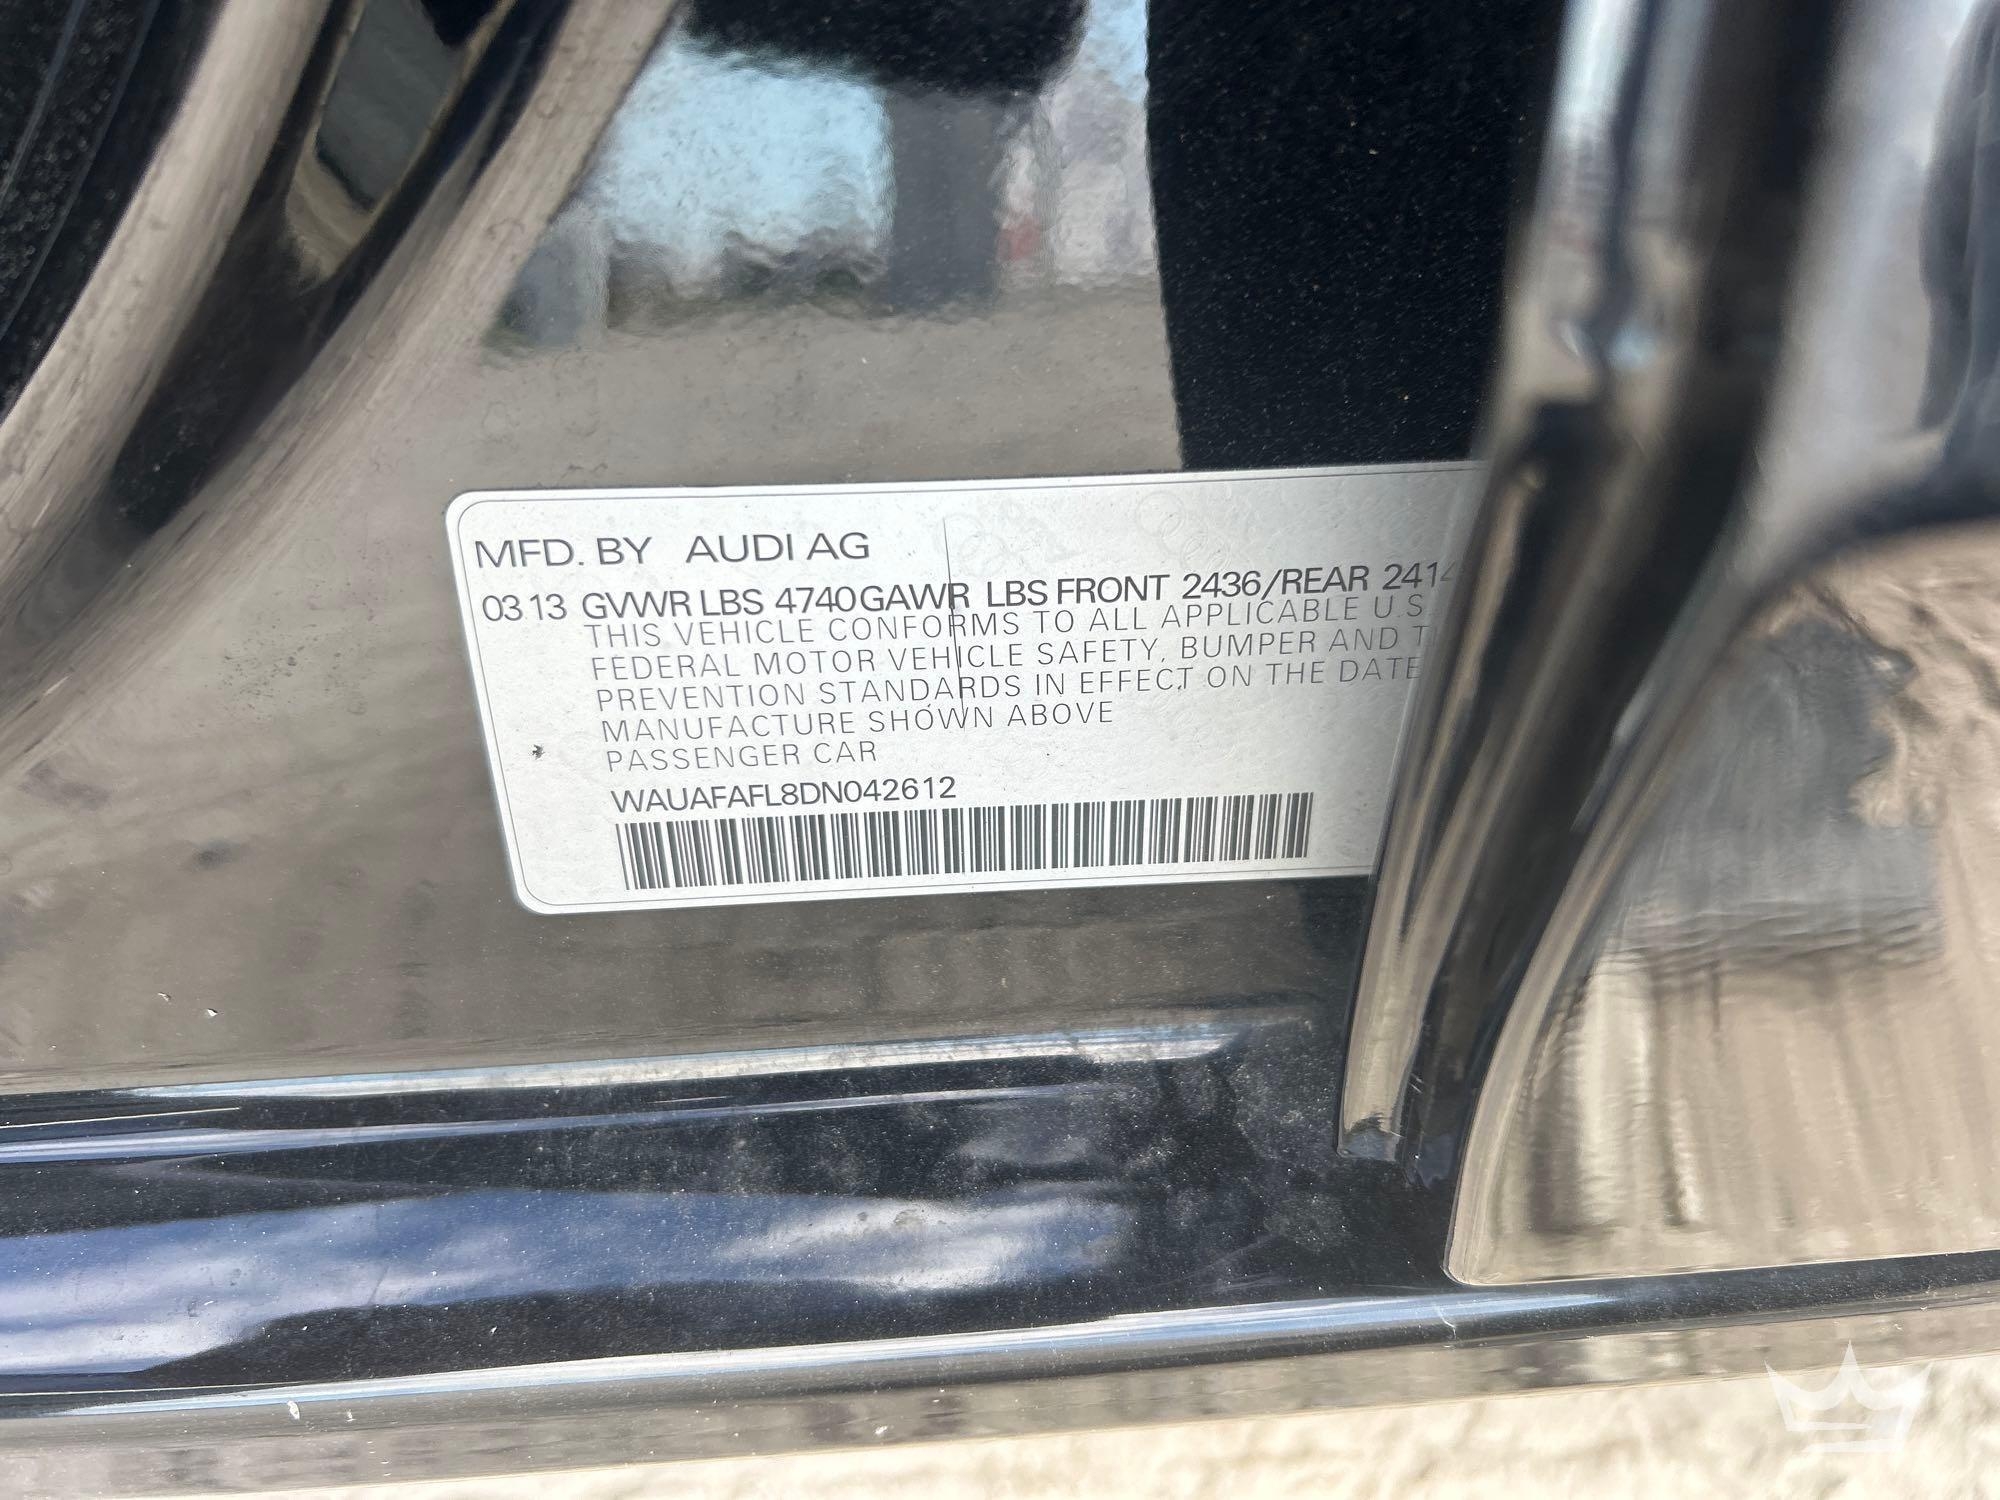 MFD. BY AUDI AG
03 13 GVWR LBS 4740 GAWR LBS FRONT 2436/REAR 2414
THIS VEHICLE CONFORMS TO ALL APPLICABLE U.S.
FEDERAL MOTOR VEHICLE SAFETY, BUMPER AND
PREVENTION STANDARDS IN EFFECT ON THE DATE
MANUFACTURE SHOWN ABOVE
PASSENGER CAR
WAUAFAFL8DN042612